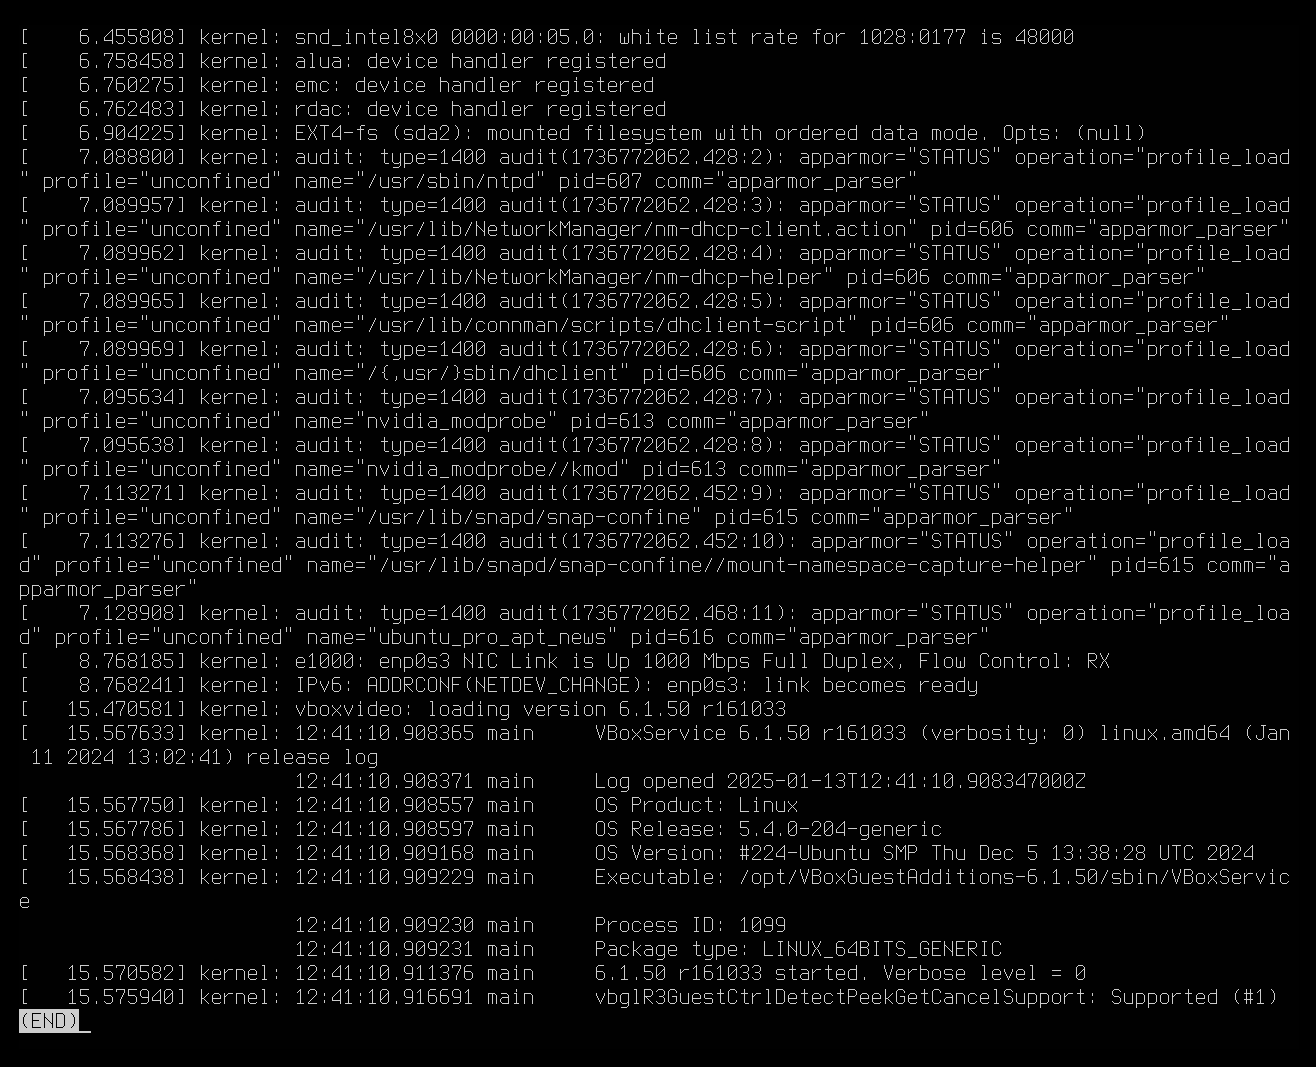 [    6.455808] kernel: snd_intel8x0 0000:00:05.0: white list rate for 1028:0177 is 48000
[    6.758458] kernel: alua: device handler registered
[    6.760275] kernel: emc: device handler registered
[    6.762483] kernel: rdac: device handler registered
[    6.904225] kernel: EXT4-fs (sda2): mounted filesystem with ordered data mode. Opts: (null)
[    7.088800] kernel: audit: type=1400 audit(1736772062.428:2): apparmor="STATUS" operation="profile_load
" profile="unconfined" name="/usr/sbin/ntpd" pid=607 comm="apparmor_parser"
[    7.089957] kernel: audit: type=1400 audit(1736772062.428:3): apparmor="STATUS" operation="profile_load
" profile="unconfined" name="/usr/lib/NetworkManager/nm-dhcp-client.action" pid=606 comm="apparmor_parser"
[    7.089962] kernel: audit: type=1400 audit(1736772062.428:4): apparmor="STATUS" operation="profile_load
" profile="unconfined" name="/usr/lib/NetworkManager/nm-dhcp-helper" pid=606 comm="apparmor_parser"
[    7.089965] kernel: audit: type=1400 audit(1736772062.428:5): apparmor="STATUS" operation="profile_load
" profile="unconfined" name="/usr/lib/connman/scripts/dhclient-script" pid=606 comm="apparmor_parser"
[    7.089969] kernel: audit: type=1400 audit(1736772062.428:6): apparmor="STATUS" operation="profile_load
" profile="unconfined" name="/{,usr/}sbin/dhclient" pid=606 comm="apparmor_parser"
[    7.095634] kernel: audit: type=1400 audit(1736772062.428:7): apparmor="STATUS" operation="profile_load
" profile="unconfined" name="nvidia_modprobe" pid=613 comm="apparmor_parser"
[    7.095638] kernel: audit: type=1400 audit(1736772062.428:8): apparmor="STATUS" operation="profile_load
" profile="unconfined" name="nvidia_modprobe//kmod" pid=613 comm="apparmor_parser"
[    7.113271] kernel: audit: type=1400 audit(1736772062.452:9): apparmor="STATUS" operation="profile_load
" profile="unconfined" name="/usr/lib/snapd/snap-confine" pid=615 comm="apparmor_parser"
[    7.113276] kernel: audit: type=1400 audit(1736772062.452:10): apparmor="STATUS" operation="profile_loa
d" profile="unconfined" name="/usr/lib/snapd/snap-confine//mount-namespace-capture-helper" pid=615 comm="a
pparmor_parser"
[    7.128908] kernel: audit: type=1400 audit(1736772062.468:11): apparmor="STATUS" operation="profile_loa
d" profile="unconfined" name="ubuntu_pro_apt_news" pid=616 comm="apparmor_parser"
[    8.768185] kernel: e1000: enp0s3 NIC Link is Up 1000 Mbps Full Duplex, Flow Control: RX
[    8.768241] kernel: IPv6: ADDRCONF(NETDEV_CHANGE): enp0s3: link becomes ready
[   15.470581] kernel: vboxvideo: loading version 6.1.50 r161033
[   15.567633] kernel: 12:41:10.908365 main     VBoxService 6.1.50 r161033 (verbosity: 0) linux.amd64 (Jan
 11 2024 13:02:41) release log
                       12:41:10.908371 main     Log opened 2025-01-13T12:41:10.908347000Z
[   15.567750] kernel: 12:41:10.908557 main     OS Product: Linux
[   15.567786] kernel: 12:41:10.908597 main     OS Release: 5.4.0-204-generic
[   15.568368] kernel: 12:41:10.909168 main     OS Version: #224-Ubuntu SMP Thu Dec 5 13:38:28 UTC 2024
[   15.568438] kernel: 12:41:10.909229 main     Executable: /opt/VBoxGuestAdditions-6.1.50/sbin/VBoxServic
e
                       12:41:10.909230 main     Process ID: 1099
                       12:41:10.909231 main     Package type: LINUX_64BITS_GENERIC
[   15.570582] kernel: 12:41:10.911376 main     6.1.50 r161033 started. Verbose level = 0
[   15.575940] kernel: 12:41:10.916691 main     vbglR3GuestCtrlDetectPeekGetCancelSupport: Supported (#1)
(END)